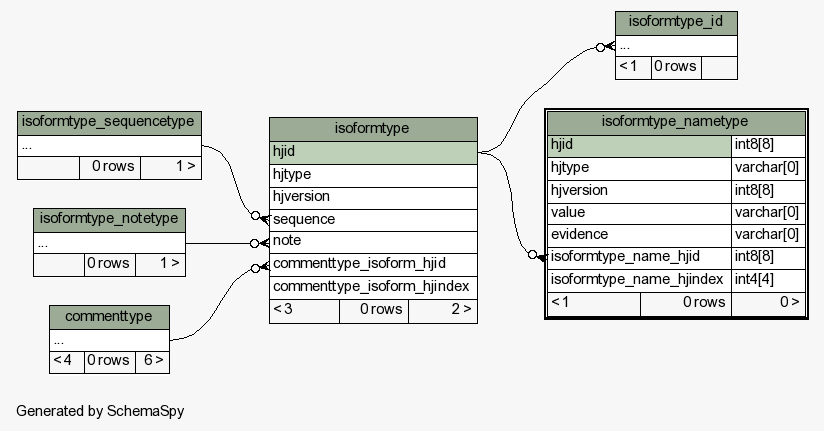 isoformtype_id
...
< 1 0 rows
isoformtype_sequencetype
...
0 rows 1 >
isoformtype_notetype
...
0 rows 1 >
commenttype
...
< 4 0 rows 6 >
isoformtype
hjid
hjtype
hjversion
sequence
note
commenttype_isoform_hjid
commenttype_isoform_hjindex
< 3 0 rows 2 >
isoformtype_nametype
hjid int8[8]
hjtype varchar[0]
hjversion int8[8]
value varchar[0]
evidence varchar[0]
isoformtype_name_hjid int8[8]
isoformtype_name_hjindex int4[4]
< 1 0 rows 0 >
Generated by SchemaSpy